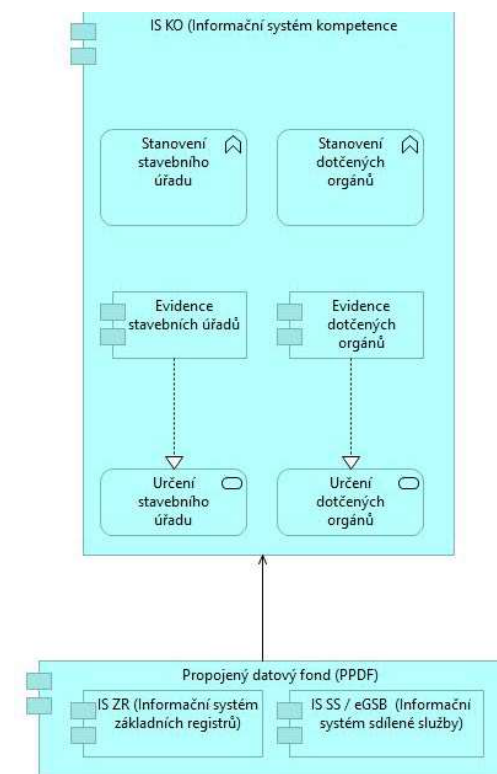 IS KO (Informační systém kompetence
Stanovení
stavebního
úřadu
Stanovení
dotčených
orgánů
Evidence
stavebních úřadů
Evidence
dotčených
orgánů
Určení
stavebního
úřadu
Určení
dotčených
orgánů
Propojený datový fond (PPDF)
IS ZR (Informační systém
základních registrů)
IS SS / eGSB (Informační
systém sdílené služby)